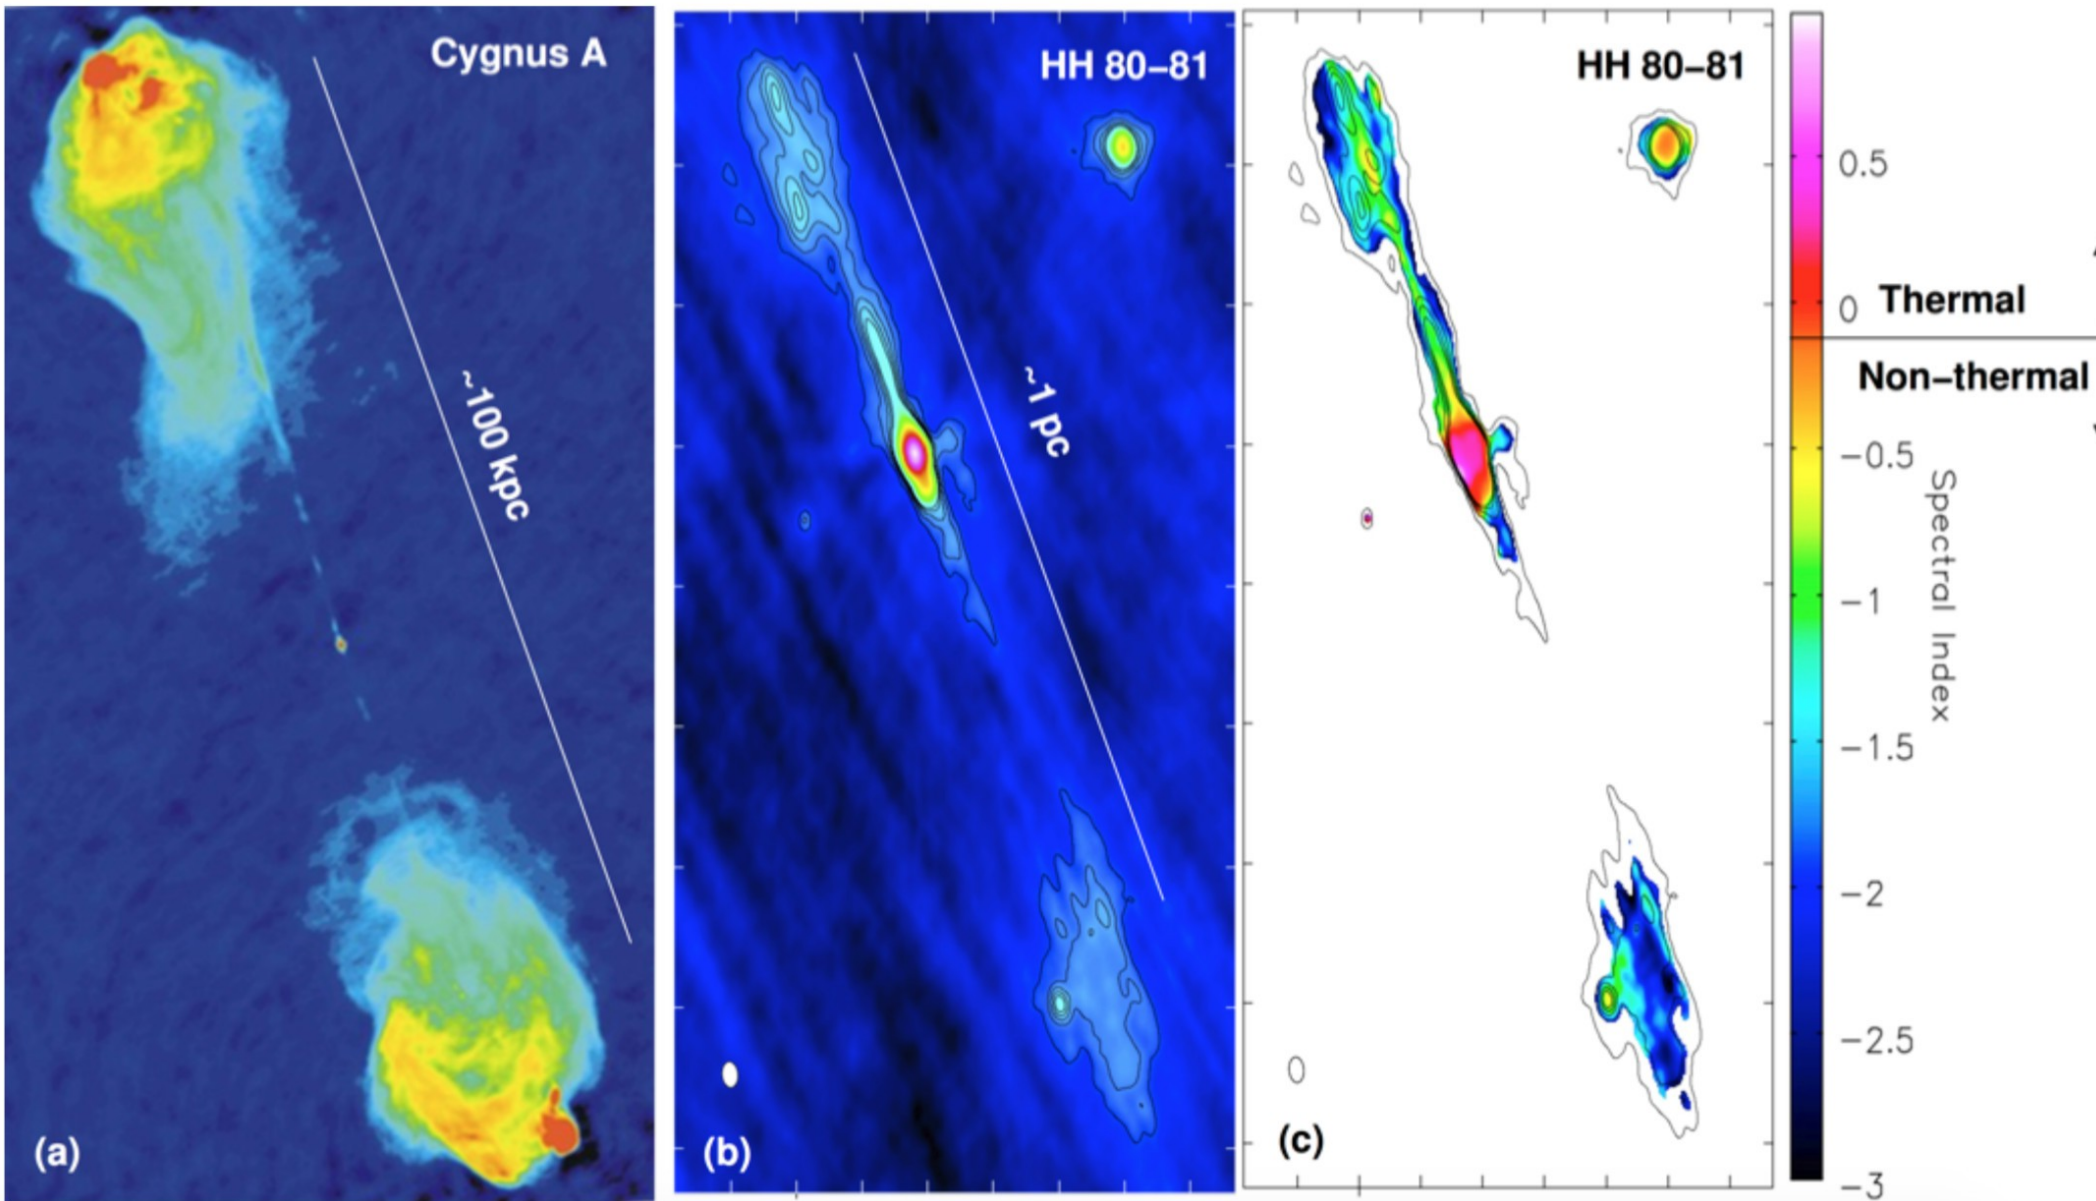 Cygnus A
~100 kpc
(a)
HH 80–81
~1 pc
(b)
HH 80–81
(c)
0.5
0
−0.5
−1
−1.5
−2
−2.5
−3
Thermal
Non–thermal
Spectral Index